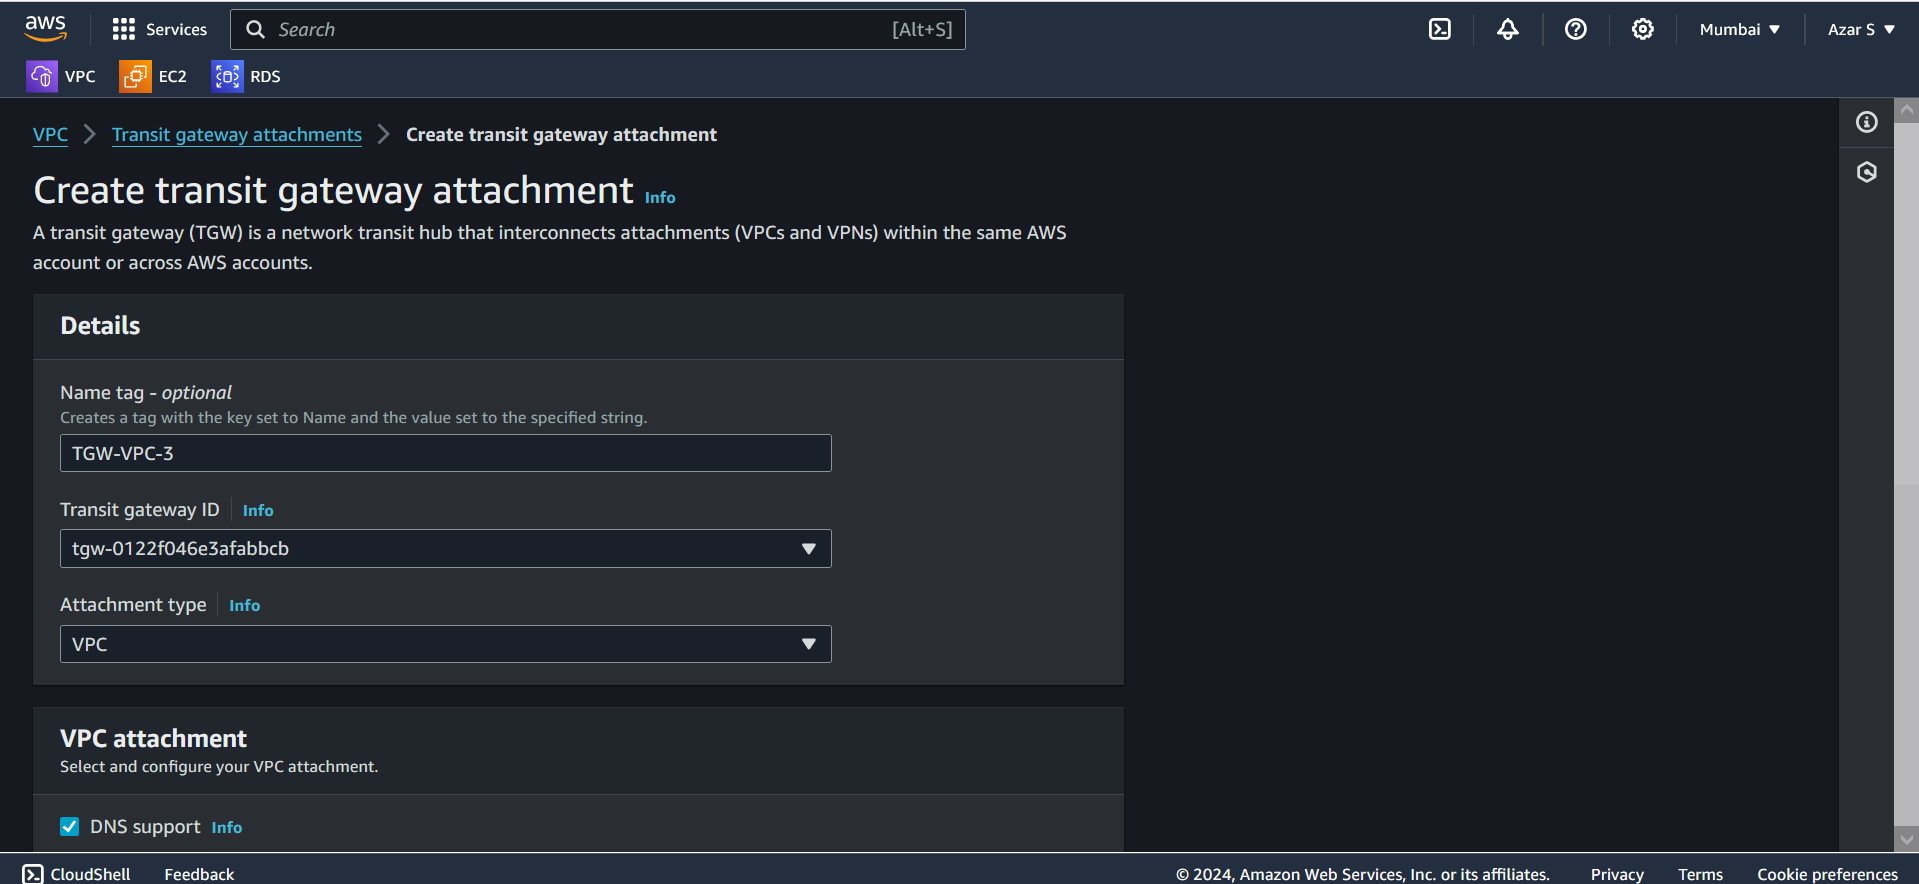 aws
Services
Search [Alt+S]
Mumbai
Azar S
VPC EC2 RDS
VPC Transit gateway attachments Create transit gateway attachment
Create transit gateway attachment Info
A transit gateway (TGW) is a network transit hub that interconnects attachments (VPCs and VPNs) within the same AWS
account or across AWS accounts.
Details
Name tag - optional
Creates a tag with the key set to Name and the value set to the specified string.
TGW-VPC-3
Transit gateway ID Info
tgw-0122f046e3afabbcb
Attachment type Info
VPC
VPC attachment
Select and configure your VPC attachment.
DNS support Info
CloudShell Feedback © 2024, Amazon Web Services, Inc. or its affiliates. Privacy Terms Cookie preferences